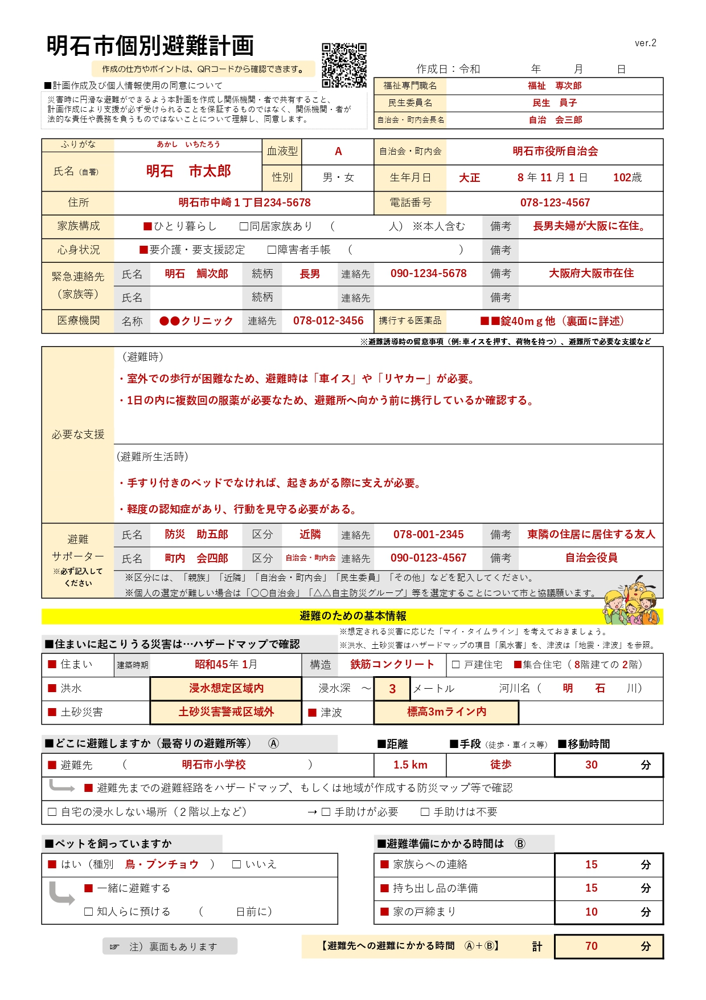 明石市個別避難計画
ver.2
作成の仕方やポイントは、QRコードから確認できます。
作成日：令和　　年　　月　　日
■計画作成及び個人情報使用の同意について
災害時に円滑な避難ができるよう本計画を作成し関係機関・者で共有すること、
計画作成により支援が必ず受けられることを保証するものではなく、関係機関・者が
法的な責任や義務を負うものではないことについて理解し、同意します。
福祉専門職名　福祉　専次郎
民生委員名　民生　員子
自治会・町内会長名　自治　会三郎
ふりがな　あかし　いちたろう
氏名（自署）　明石　市太郎
血液型　A　自治会・町内会　明石市役所自治会
性別　男・女　生年月日　大正　8 年 11 月 1 日　102歳
住所　明石市中崎１丁目234-5678　電話番号　078-123-4567
家族構成　■ひとり暮らし　□同居家族あり　（　　人）※本人含む　備考　長男夫婦が大阪に在住。
心身状況　■要介護・要支援認定　□障害者手帳　（　　）　備考
緊急連絡先（家族等）　氏名　明石　鯛次郎　続柄　長男　連絡先　090-1234-5678　備考　大阪府大阪市在住
氏名　続柄　連絡先　備考
医療機関　名称　●●クリニック　連絡先　078-012-3456　携行する医薬品　■■錠40ｍｇ他（裏面に詳述）
※避難誘導時の留意事項（例:車イスを押す、荷物を持つ）、避難所で必要な支援など
必要な支援
（避難時）
・室外での歩行が困難なため、避難時は「車イス」や「リヤカー」が必要。
・1日の内に複数回の服薬が必要なため、避難所へ向かう前に携行しているか確認する。
(避難所生活時）
・手すり付きのベッドでなければ、起きあがる際に支えが必要。
・軽度の認知症があり、行動を見守る必要がある。
避難
サポーター
※必ず記入して
ください
氏名　防災　助五郎　区分　近隣　連絡先　078-001-2345　備考　東隣の住居に居住する友人
氏名　町内　会四郎　区分　自治会・町内会　連絡先　090-0123-4567　備考　自治会役員
※区分には、「親族」「近隣」「自治会・町内会」「民生委員」「その他」などを記入してください。
※個人の選定が難しい場合は「〇〇自治会」「△△自主防災グループ」等を選定することについて市と協議願います。
避難のための基本情報
※想定される災害に応じた「マイ・タイムライン」を考えておきましょう。
■住まいに起こりうる災害は…ハザードマップで確認
※洪水、土砂災害はハザードマップの項目「風水害」を、津波は「地震・津波」を参照。
■ 住まい　建築時期　昭和45年 1月　構造　鉄筋コンクリート　□ 戸建住宅　■集合住宅（ 8階建ての 2階）
■ 洪水　浸水想定区域内　浸水深　～　3　メートル　河川名（　明　石　川）
■ 土砂災害　土砂災害警戒区域外　■ 津波　標高3mライン内
■どこに避難しますか（最寄りの避難所等）　Ⓐ　■距離　■手段（徒歩・車イス等）　■移動時間
■ 避難先　（　明石市小学校　）　1.5 km　徒歩　30　分
■ 避難先までの避難経路をハザードマップ、もしくは地域が作成する防災マップ等で確認
□ 自宅の浸水しない場所（２階以上など）　→ □ 手助けが必要　□ 手助けは不要
■ペットを飼っていますか
■ はい（種別　鳥・ブンチョウ　）　□ いいえ
■ 一緒に避難する
□ 知人らに預ける　（　　日前に）
■避難準備にかかる時間は　Ⓑ
■ 家族らへの連絡　15　分
■ 持ち出し品の準備　15　分
■ 家の戸締まり　10　分
☞　注）裏面もあります
【避難先への避難にかかる時間　Ⓐ＋Ⓑ】　計　70　分